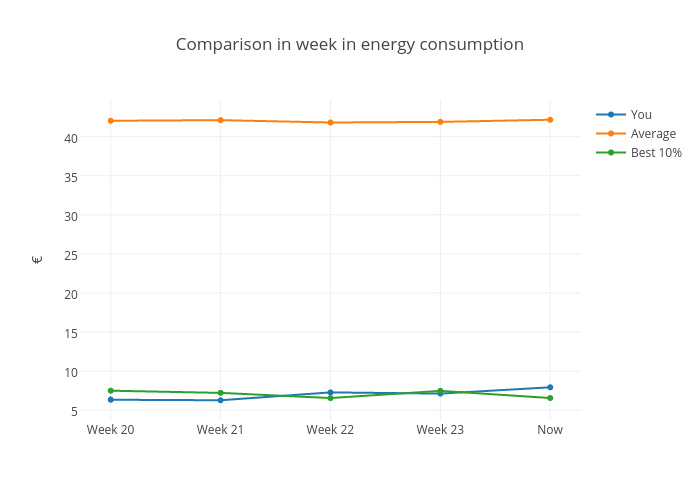 Comparison in week in energy consumption
You
Average
Best 10%
40
35
30
25
20
15
10
5
€
Week 20
Week 21
Week 22
Week 23
Now